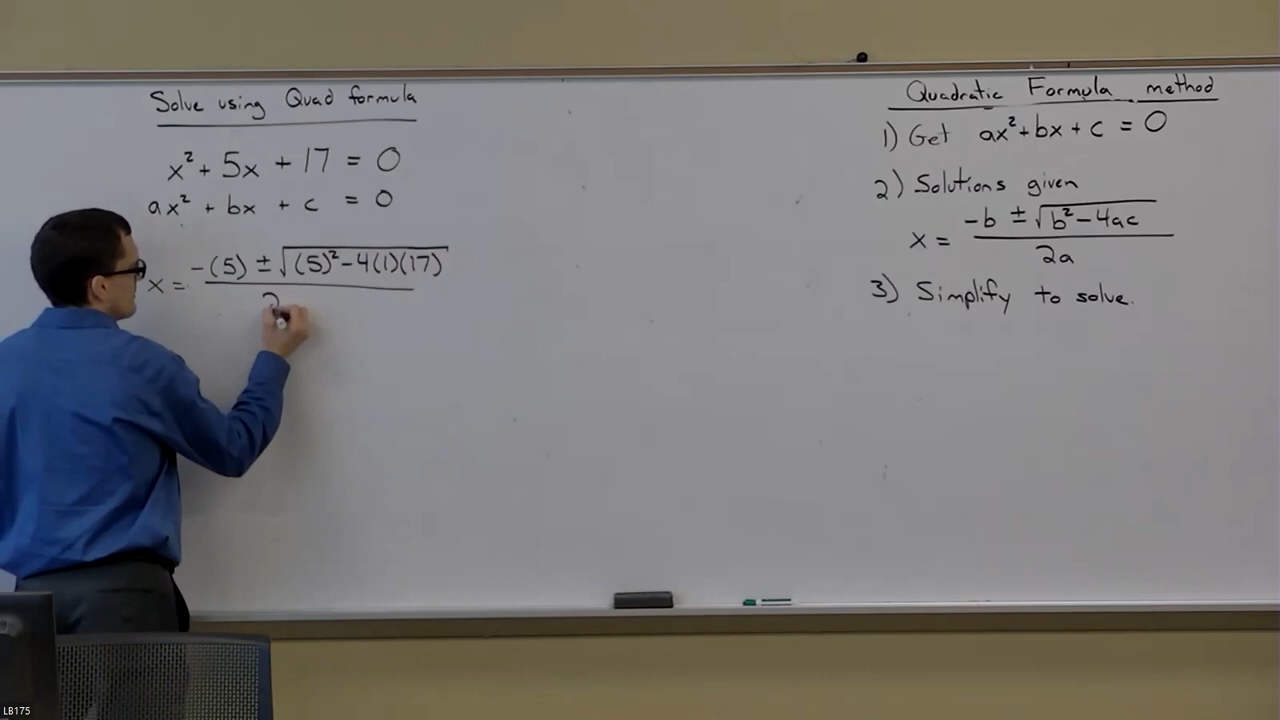 Solve using Quad formula
x² + 5x + 17 = 0
ax² + bx + c = 0
x = -(5) ± √(5)² - 4(1)(17)
2
Quadratic Formula method
1) Get ax² + bx + c = 0
2) Solutions given
x = -b ± √b² - 4ac
2a
3) Simplify to solve.
LB175